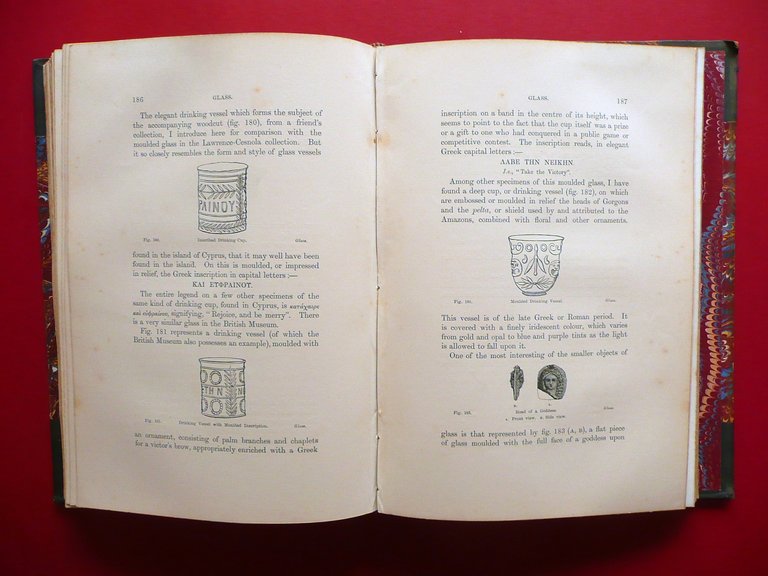 186
GLASS.
The elegant drinking vessel which forms the subject of
the accompanying woodcut (fig. 180), from a friend's
collection, I introduce here for comparison with the
moulded glass in the Lawrence-Cesnola collection. But
it so closely resembles the form and style of glass vessels
ΡΑΙΝΟΥ
Fig. 180.
Inscribed Drinking Cup.
Glass.
found in the island of Cyprus, that it may well have been
found in the island. On this is moulded, or impressed
in relief, the Greek inscription in capital letters :—
ΚΑΙ ΕΤΦΡΑΙΝΟΤ.
The entire legend on a few other specimens of the
same kind of drinking cup, found in Cyprus, is κατάχαιρε
καὶ εὐφραίνου, signifying, "Rejoice, and be merry". There
is a very similar glass in the British Museum.
Fig. 181 represents a drinking vessel (of which the
British Museum also possesses an example), moulded with
ΕΤΗΝ Ν
Fig. 181.
Drinking Vessel with Moulded Inscription.
Glass.
an ornament, consisting of palm branches and chaplets
for a victor's brow, appropriately enriched with a Greek
GLASS.
187
inscription on a band in the centre of its height, which
seems to point to the fact that the cup itself was a prize
or a gift to one who had conquered in a public game or
competitive contest. The inscription reads, in elegant
Greek capital letters :—
ΛΑΒΕ ΤΗΝ ΝΕΙΚΗΝ
I.e., "Take the Victory".
Among other specimens of this moulded glass, I have
found a deep cup, or drinking vessel (fig. 182), on which
are embossed or moulded in relief the heads of Gorgons
and the pelta, or shield used by and attributed to the
Amazons, combined with floral and other ornaments.
Fig. 182.
Moulded Drinking Vessel.
Glass.
This vessel is of the late Greek or Roman period. It
is covered with a finely iridescent colour, which varies
from gold and opal to blue and purple tints as the light
is allowed to fall upon it.
One of the most interesting of the smaller objects of
Fig. 183.
Head of a Goddess
Glass.
A. Front view. B. Side view.
glass is that represented by fig. 183 (A, B), a flat piece
of glass moulded with the full face of a goddess upon